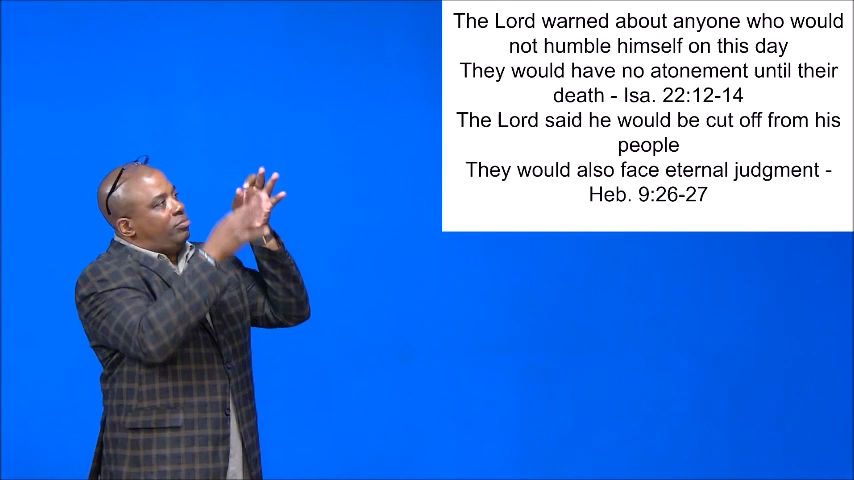 The Lord warned about anyone who would
not humble himself on this day
They would have no atonement until their
death - Isa. 22:12-14
The Lord said he would be cut off from his
people
They would also face eternal judgment -
Heb. 9:26-27